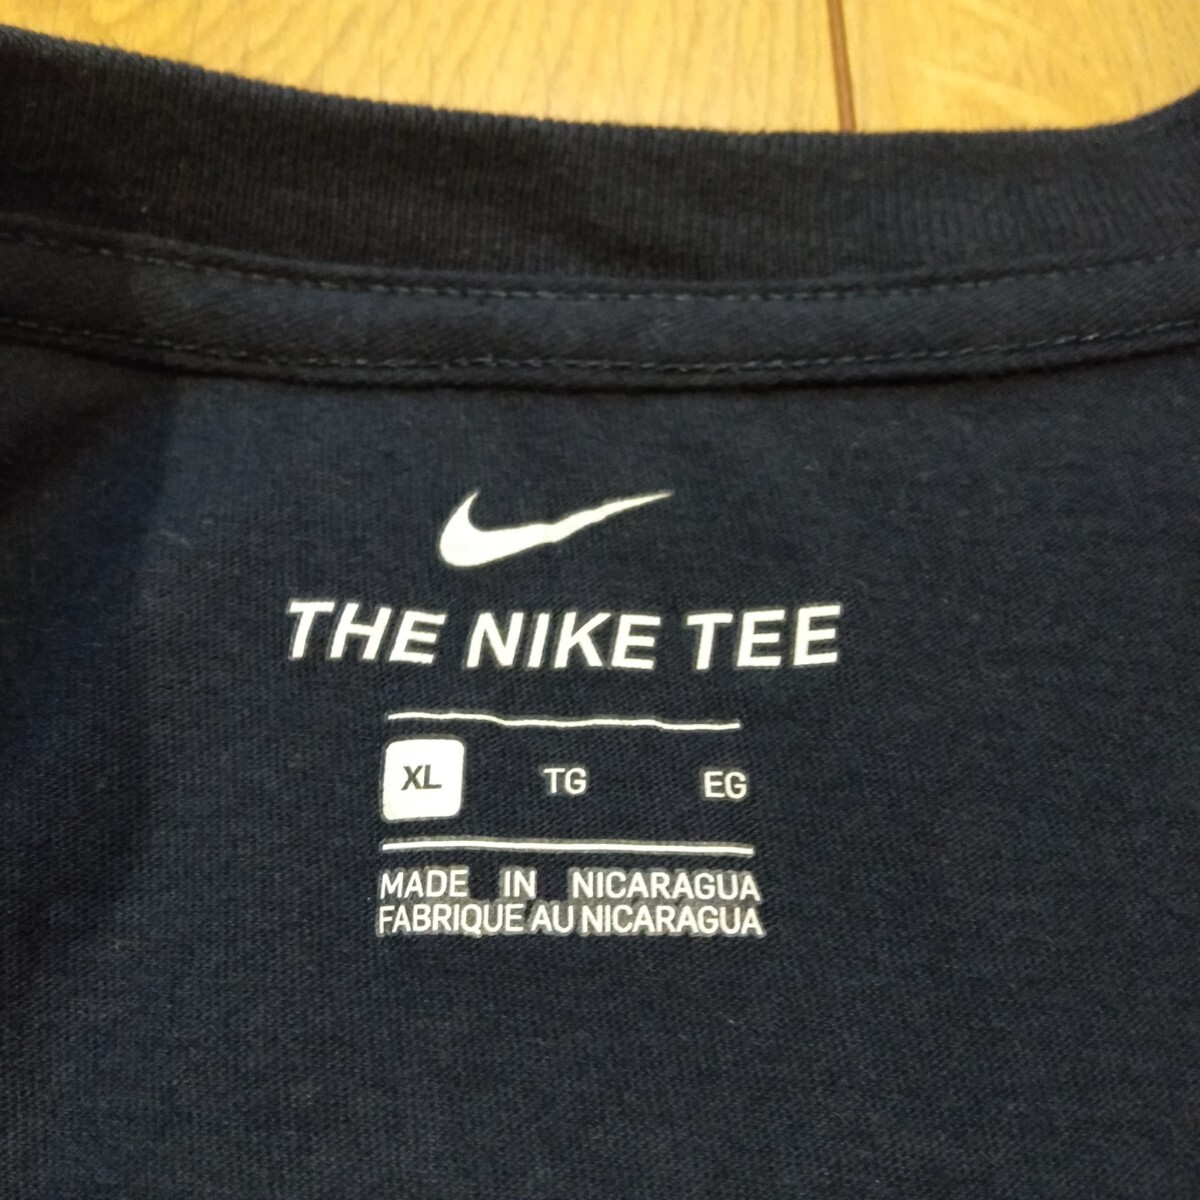 THE NIKE TEE
XL TG EG
MADE IN NICARAGUA
FABRIQUE AU NICARAGUA